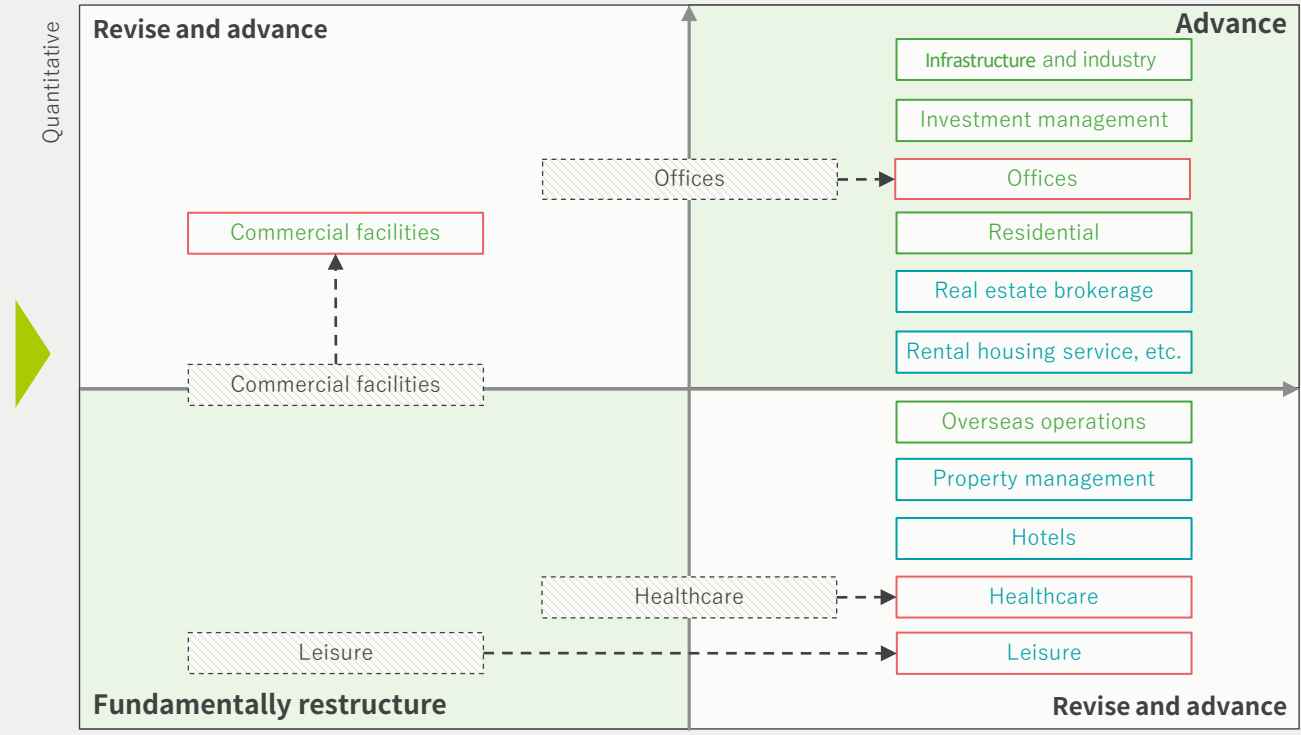 Quantitative
Revise and advance
Advance
Infrastructure and industry
Investment management
Offices
Offices
Commercial facilities
Residential
Real estate brokerage
Rental housing service, etc.
Commercial facilities
Overseas operations
Property management
Hotels
Healthcare
Healthcare
Leisure
Leisure
Fundamentally restructure
Revise and advance